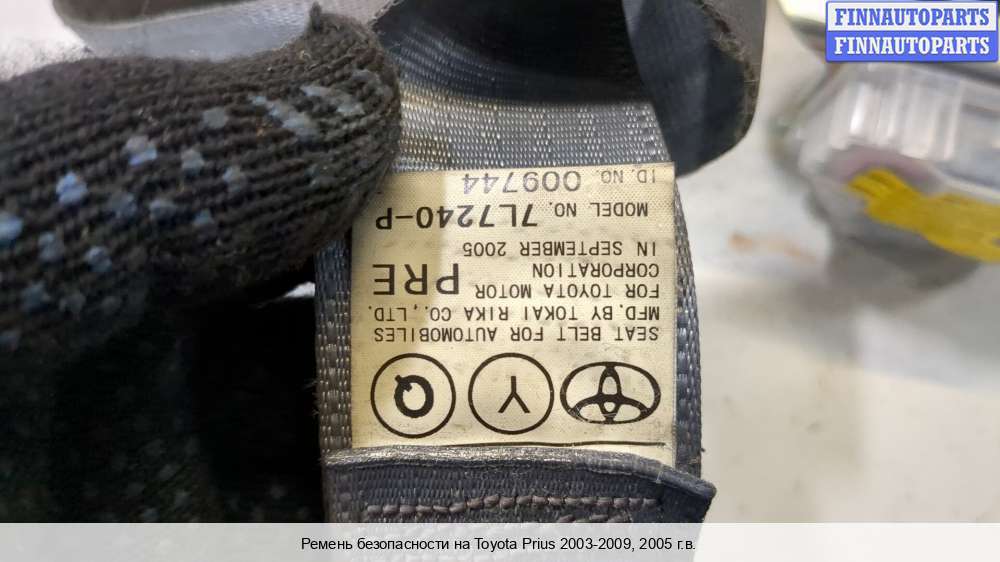 FINNAUTOPARTS
FINNAUTOPARTS
Q Y
SEAT BELT FOR AUTOMOBILES
MFD. BY TOKAI RIKA CO., LTD.
FOR TOYOTA MOTOR
CORPORATION PRE
IN SEPTEMBER 2005
MODEL NO. 7L7240-P
ID. NO. 009744
Ремень безопасности на Toyota Prius 2003-2009, 2005 г.в.